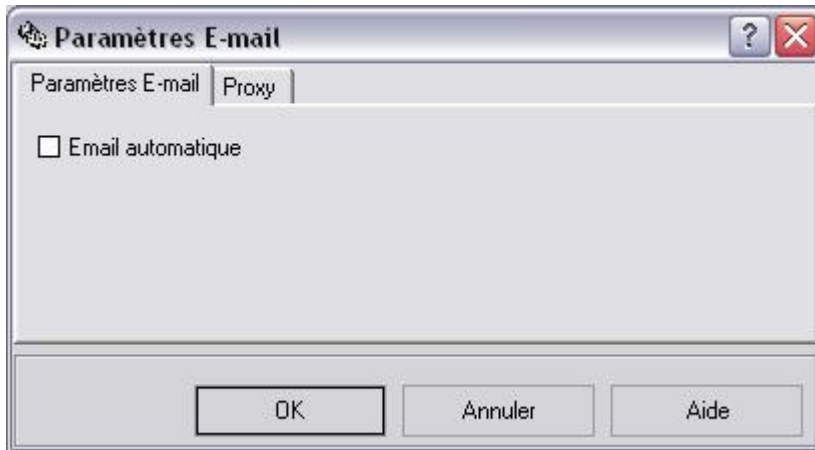 Paramètres E-mail
?
Paramètres E-mail Proxy
Email automatique
OK Annuler Aide